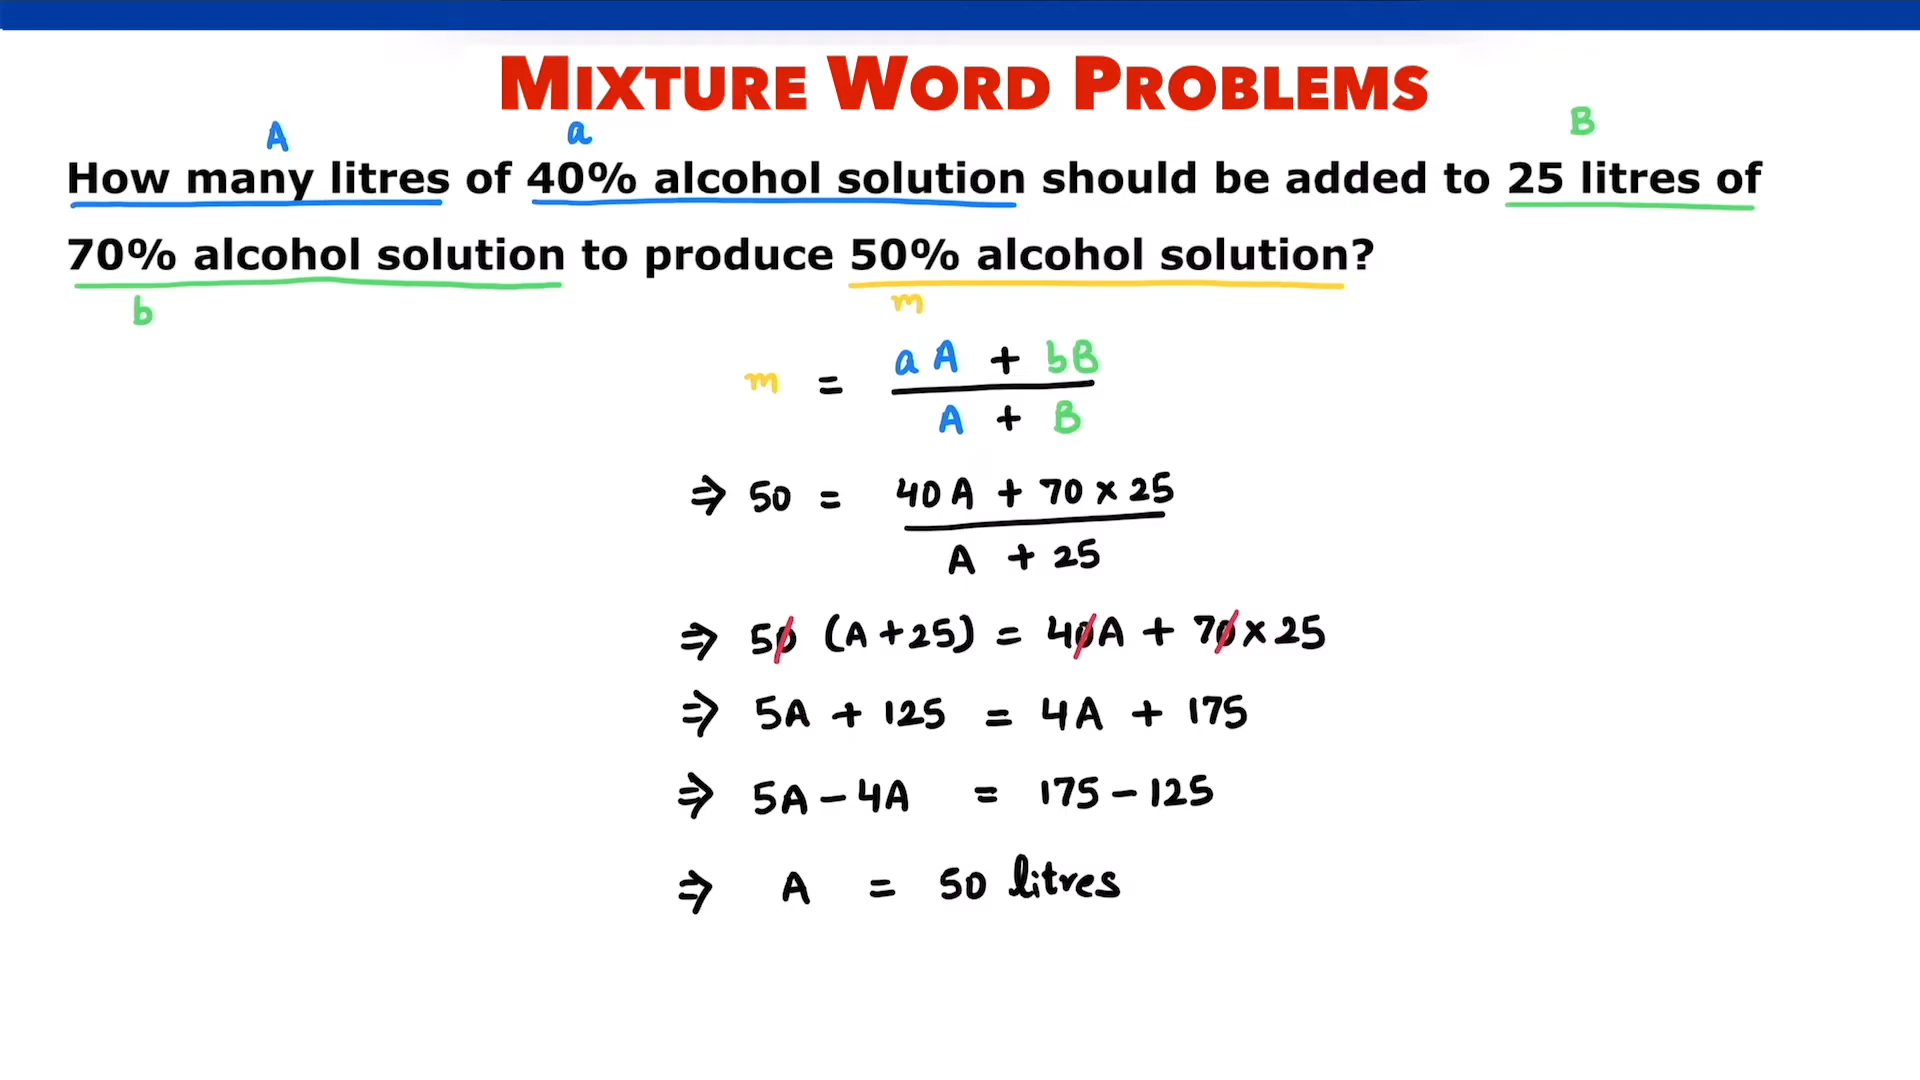 MIXTURE WORD PROBLEMS
A a B
How many litres of 40% alcohol solution should be added to 25 litres of
70% alcohol solution to produce 50% alcohol solution?
b m
m = (aA + bB) / (A + B)
⇒ 50 = (40A + 70 × 25) / (A + 25)
⇒ 50 (A + 25) = 40A + 70 × 25
⇒ 5A + 125 = 4A + 175
⇒ 5A − 4A = 175 − 125
⇒ A = 50 litres